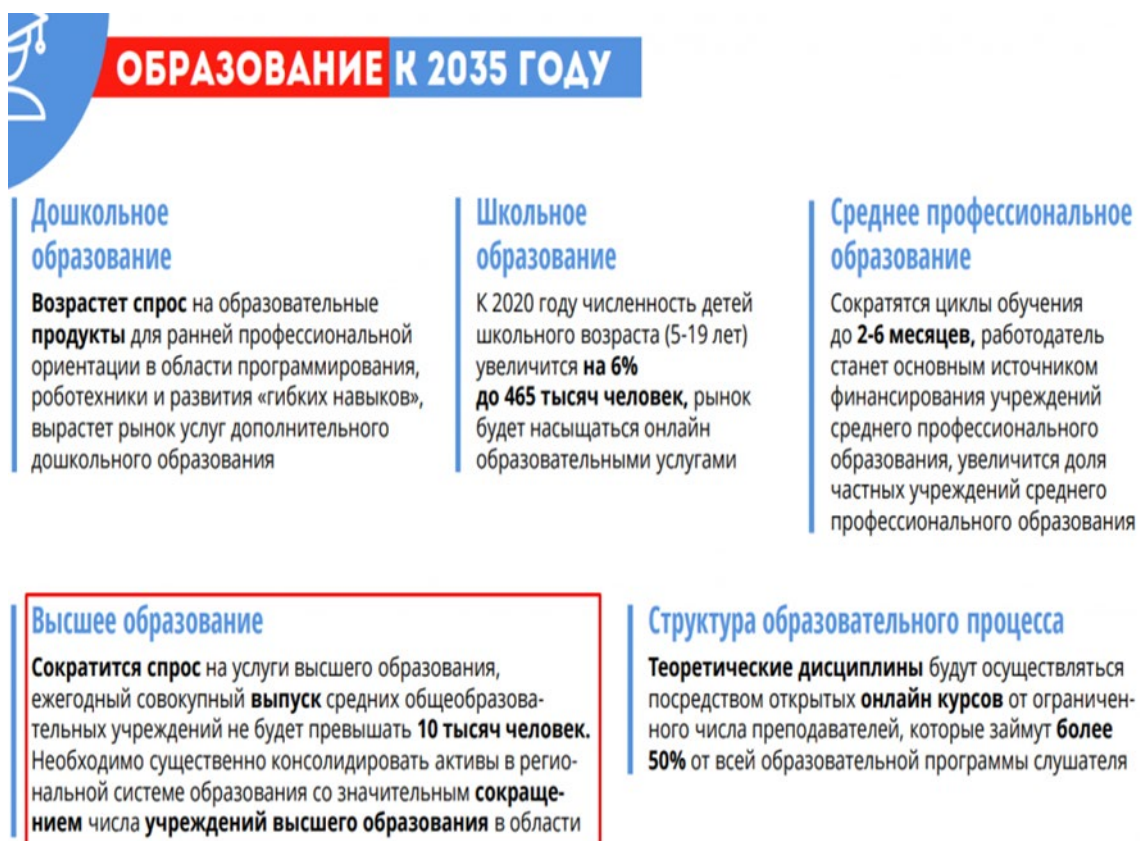 ОБРАЗОВАНИЕ К 2035 ГОДУ
Дошкольное
образование
Возрастет спрос на образовательные
продукты для ранней профессиональной
ориентации в области программирования,
роботехники и развития «гибких навыков»,
вырастет рынок услуг дополнительного
дошкольного образования
Школьное
образование
К 2020 году численность детей
школьного возраста (5-19 лет)
увеличится на 6%
до 465 тысяч человек, рынок
будет насыщаться онлайн
образовательными услугами
Среднее профессиональное
образование
Сократятся циклы обучения
до 2-6 месяцев, работодатель
станет основным источником
финансирования учреждений
среднего профессионального
образования, увеличится доля
частных учреждений среднего
профессионального образования
Высшее образование
Сократится спрос на услуги высшего образования,
ежегодный совокупный выпуск средних общеобразова-
тельных учреждений не будет превышать 10 тысяч человек.
Необходимо существенно консолидировать активы в регио-
нальной системе образования со значительным сокраще-
нием числа учреждений высшего образования в области
Структура образовательного процесса
Теоретические дисциплины будут осуществляться
посредством открытых онлайн курсов от ограничен-
ного числа преподавателей, которые займут более
50% от всей образовательной программы слушателя